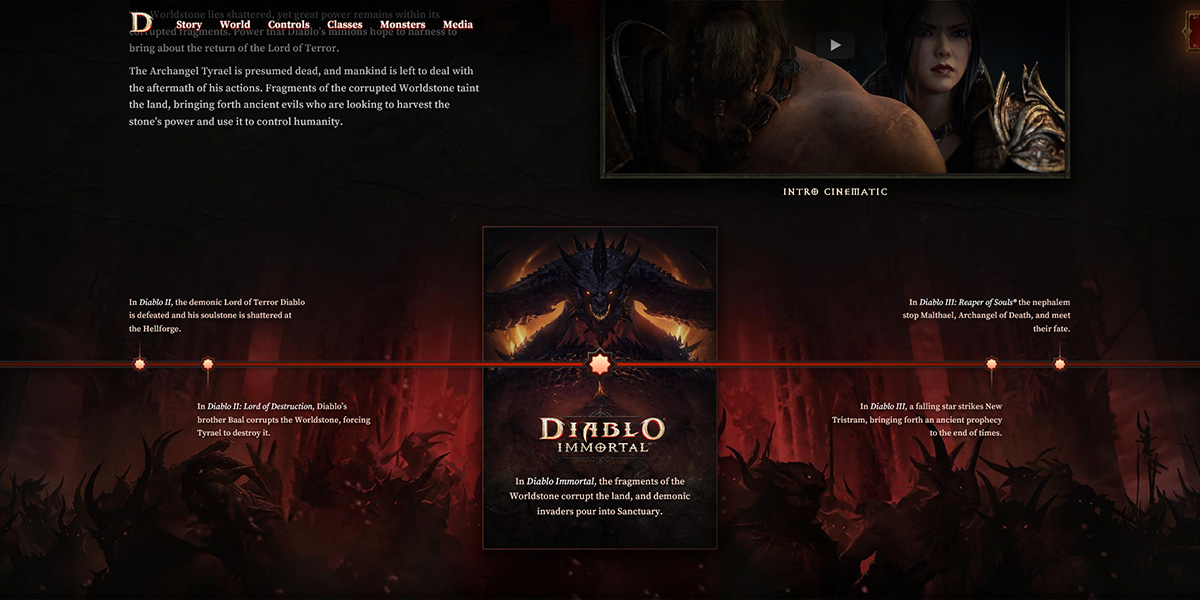 D Story World Controls Classes Monsters Media
Worldstone lies shattered, yet great power remains within its
corrupted fragments. Power that Diablo's minions hope to harness to
bring about the return of the Lord of Terror.
The Archangel Tyrael is presumed dead, and mankind is left to deal with
the aftermath of his actions. Fragments of the corrupted Worldstone taint
the land, bringing forth ancient evils who are looking to harvest the
stone's power and use it to control humanity.
INTRO CINEMATIC
In Diablo II, the demonic Lord of Terror Diablo
is defeated and his soulstone is shattered at
the Hellforge.
In Diablo II: Lord of Destruction, Diablo's
brother Baal corrupts the Worldstone, forcing
Tyrael to destroy it.
DIABLO
IMMORTAL
In Diablo Immortal, the fragments of the
Worldstone corrupt the land, and demonic
invaders pour into Sanctuary.
In Diablo III, a falling star strikes New
Tristram, bringing forth an ancient prophecy
to the end of times.
In Diablo III: Reaper of Souls® the nephalem
stop Malthael, Archangel of Death, and meet
their fate.